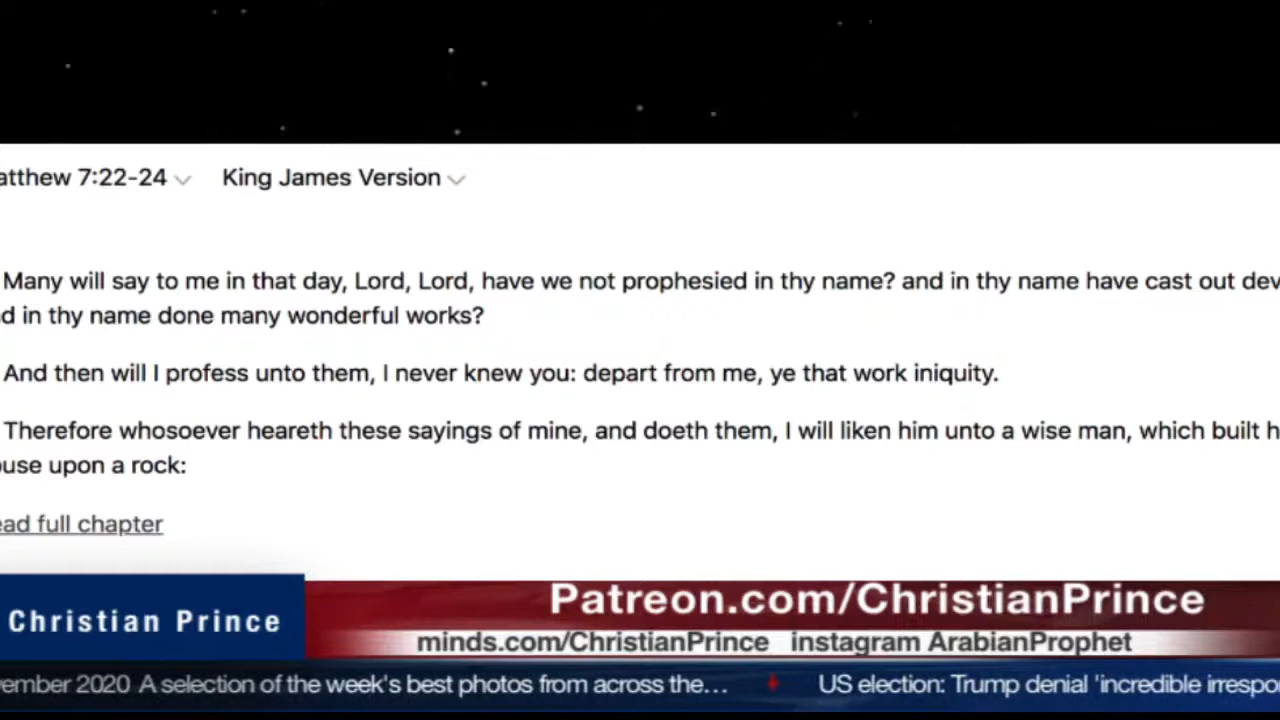 atthew 7:22-24 King James Version
Many will say to me in that day, Lord, Lord, have we not prophesied in thy name? and in thy name have cast out dev
d in thy name done many wonderful works?
And then will I profess unto them, I never knew you: depart from me, ye that work iniquity.
Therefore whosoever heareth these sayings of mine, and doeth them, I will liken him unto a wise man, which built h
ouse upon a rock:
ead full chapter
Christian Prince
Patreon.com/ChristianPrince
minds.com/ChristianPrince instagram ArabianProphet
ember 2020 A selection of the week's best photos from across the... US election: Trump denial 'incredible irrespo